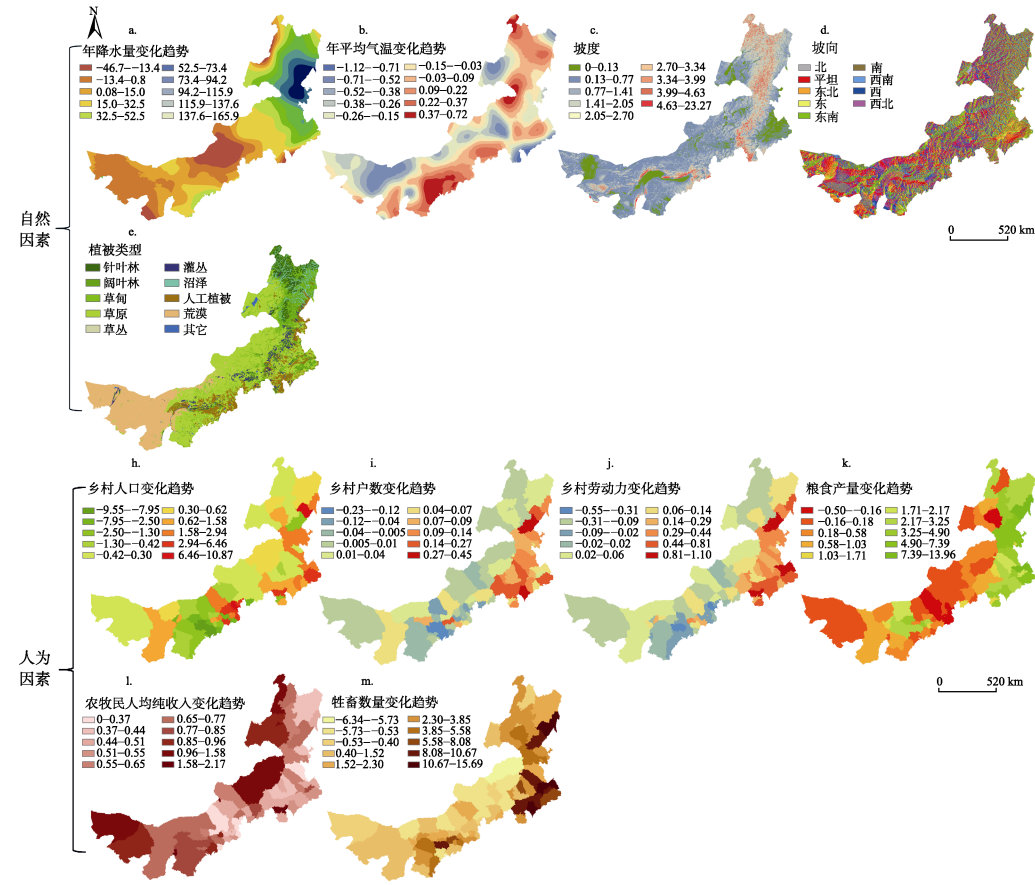 N
a.
年降水量变化趋势
−46.7–−13.4
−13.4–0.8
0.08–15.0
15.0–32.5
32.5–52.5
52.5–73.4
73.4–94.2
94.2–115.9
115.9–137.6
137.6–165.9
b.
年平均气温变化趋势
−1.12–−0.71
−0.71–−0.52
−0.52–−0.38
−0.38–−0.26
−0.26–−0.15
−0.15–−0.03
−0.03–0.09
0.09–0.22
0.22–0.37
0.37–0.72
c.
坡度
0–0.13
0.13–0.77
0.77–1.41
1.41–2.05
2.05–2.70
2.70–3.34
3.34–3.99
3.99–4.63
4.63–23.27
d.
坡向
北
平坦
东北
东
东南
南
西南
西
西北
0 520 km
自然
因素
e.
植被类型
针叶林
阔叶林
草甸
草原
草丛
灌丛
沼泽
人工植被
荒漠
其它
h.
乡村人口变化趋势
−9.55–−7.95
−7.95–−2.50
−2.50–−1.30
−1.30–−0.42
−0.42–0.30
0.30–0.62
0.62–1.58
1.58–2.94
2.94–6.46
6.46–10.87
i.
乡村户数变化趋势
−0.23–−0.12
−0.12–−0.04
−0.04–−0.005
−0.005–0.01
0.01–0.04
0.04–0.07
0.07–0.09
0.09–0.14
0.14–0.27
0.27–0.45
j.
乡村劳动力变化趋势
−0.55–−0.31
−0.31–−0.09
−0.09–−0.02
−0.02–0.02
0.02–0.06
0.06–0.14
0.14–0.29
0.29–0.44
0.44–0.81
0.81–1.10
k.
粮食产量变化趋势
−0.50–−0.16
−0.16–0.18
0.18–0.58
0.58–1.03
1.03–1.71
1.71–2.17
2.17–3.25
3.25–4.90
4.90–7.39
7.39–13.96
0 520 km
人为
因素
l.
农牧民人均纯收入变化趋势
0–0.37
0.37–0.44
0.44–0.51
0.51–0.55
0.55–0.65
0.65–0.77
0.77–0.85
0.85–0.96
0.96–1.58
1.58–2.17
m.
牲畜数量变化趋势
−6.34–−5.73
−5.73–−0.53
−0.53–−0.40
0.40–1.52
1.52–2.30
2.30–3.85
3.85–5.58
5.58–8.08
8.08–10.67
10.67–15.69